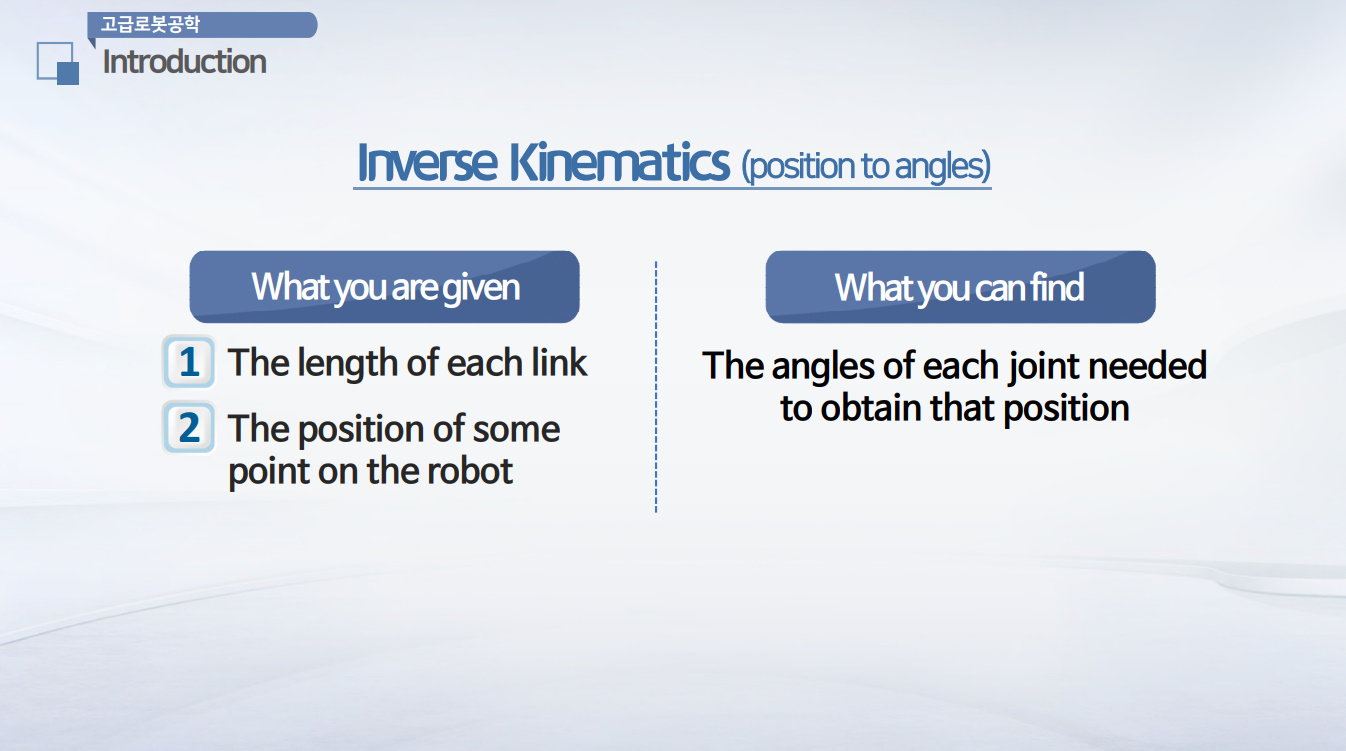 고급로봇공학
Introduction
Inverse Kinematics (position to angles)
What you are given
1 The length of each link
2 The position of some
point on the robot
What you can find
The angles of each joint needed
to obtain that position